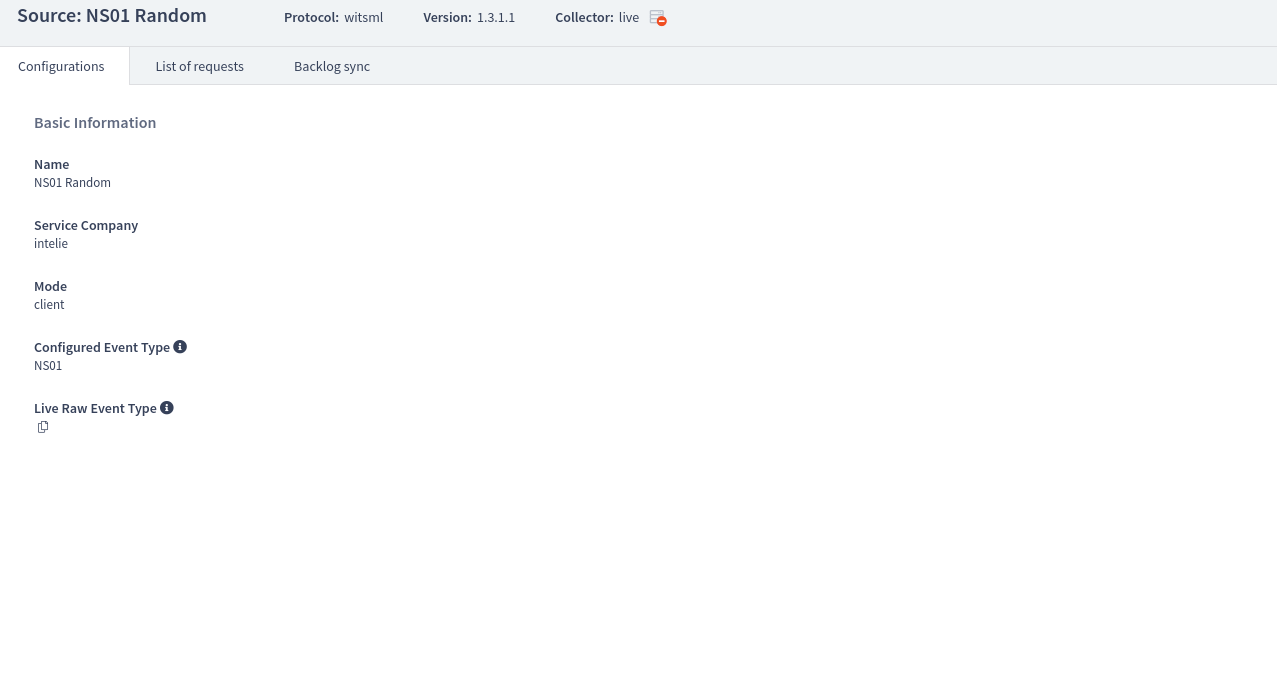 Source: NS01 Random
Protocol: witsml
Version: 1.3.1.1
Collector: live
Configurations
List of requests
Backlog sync
Basic Information
Name
NS01 Random
Service Company
intelie
Mode
client
Configured Event Type
NS01
Live Raw Event Type